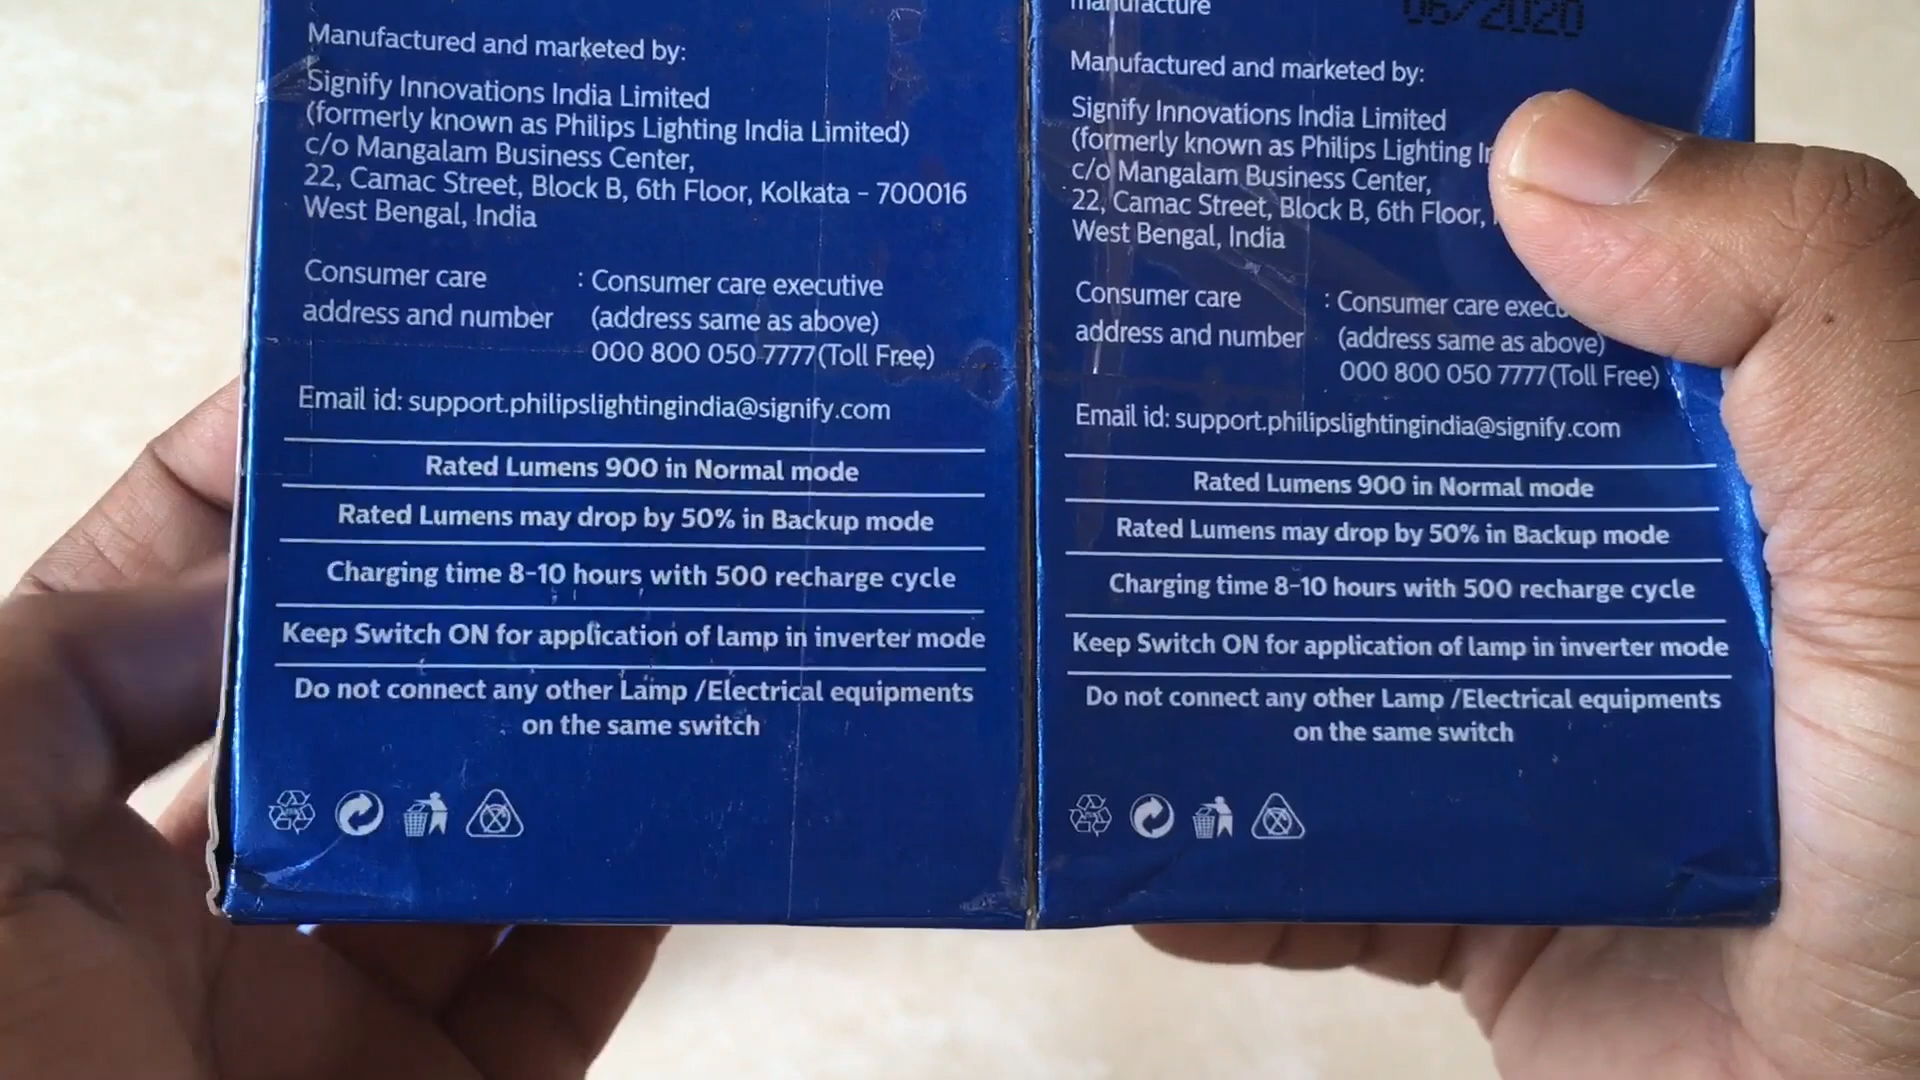 Manufactured and marketed by:
Signify Innovations India Limited
(formerly known as Philips Lighting India Limited)
c/o Mangalam Business Center,
22, Camac Street, Block B, 6th Floor, Kolkata - 700016
West Bengal, India
Consumer care : Consumer care executive
address and number (address same as above)
000 800 050 7777(Toll Free)
Email id: support.philipslightingindia@signify.com
Rated Lumens 900 in Normal mode
Rated Lumens may drop by 50% in Backup mode
Charging time 8-10 hours with 500 recharge cycle
Keep Switch ON for application of lamp in inverter mode
Do not connect any other Lamp /Electrical equipments
on the same switch
manufacture 06/2020
Manufactured and marketed by:
Signify Innovations India Limited
(formerly known as Philips Lighting
c/o Mangalam Business Center,
22, Camac Street, Block B, 6th Floor,
West Bengal, India
Consumer care : Consumer care
address and number (address same as above)
000 800 050 7777(Toll Free)
Email id: support.philipslightingindia@signify.com
Rated Lumens 900 in Normal mode
Rated Lumens may drop by 50% in Backup mode
Charging time 8-10 hours with 500 recharge cycle
Keep Switch ON for application of lamp in inverter mode
Do not connect any other Lamp /Electrical equipments
on the same switch